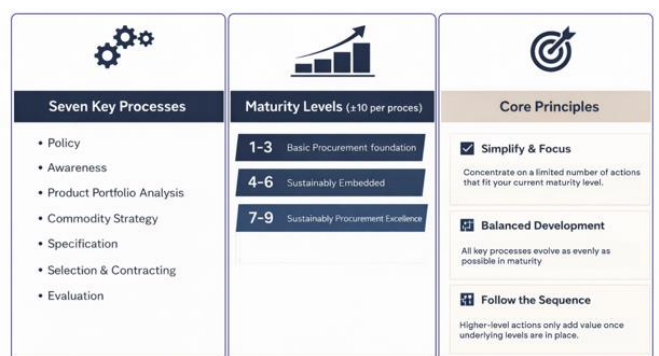 Seven Key Processes
• Policy
• Awareness
• Product Portfolio Analysis
• Commodity Strategy
• Specification
• Selection & Contracting
• Evaluation
Maturity Levels (±10 per proces)
1-3 Basic Procurement foundation
4-6 Sustainably Embedded
7-9 Sustainably Procurement Excellence
Core Principles
Simplify & Focus
Concentrate on a limited number of actions
that fit your current maturity level.
Balanced Development
All key processes evolve as evenly as
possible in maturity
Follow the Sequence
Higher-level actions only add value once
underlying levels are in place.